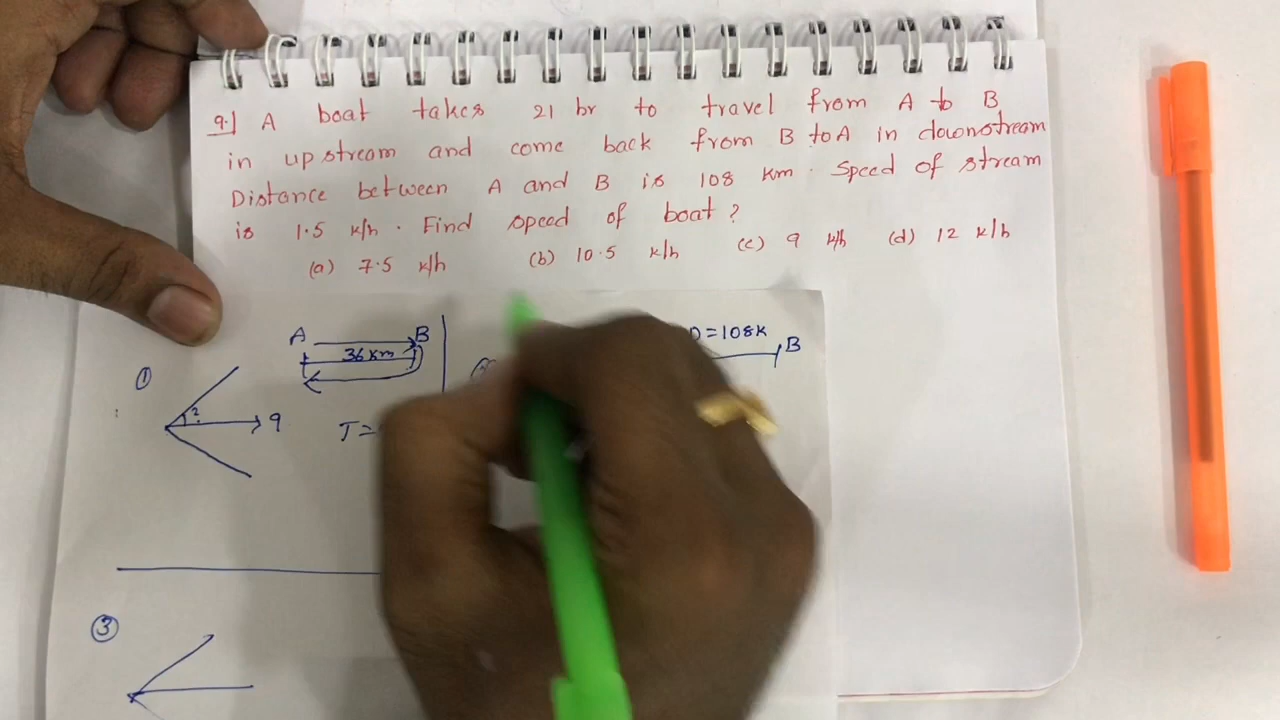 9.) A boat takes 21 hr to travel from A to B
in upstream and come back from B to A in downstream
Distance between A and B is 108 km. Speed of stream
is 1.5 k/h. Find speed of boat?
(a) 7.5 k/h (b) 10.5 k/h (c) 9 k/h (d) 12 k/h
A B
36 km
① ? 9
T=
D=108k B
③